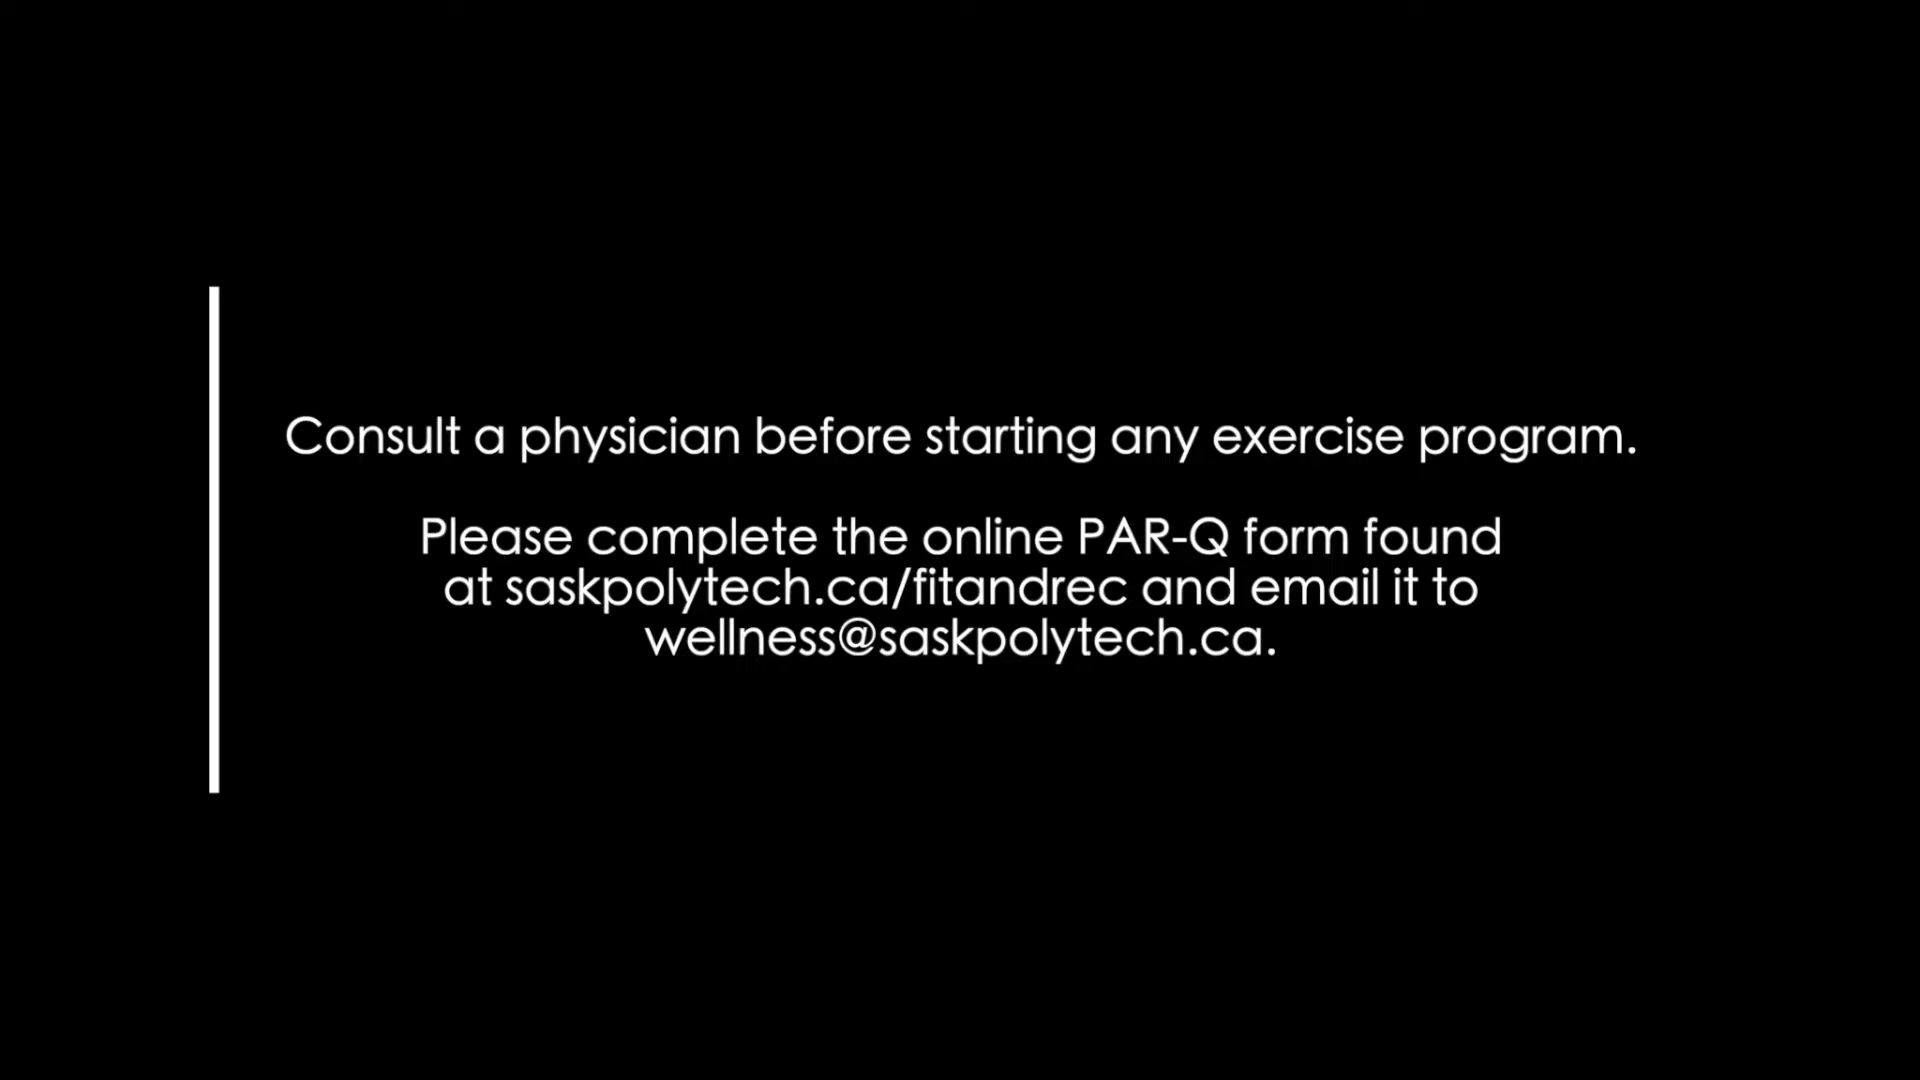 Consult a physician before starting any exercise program.
Please complete the online PAR-Q form found
at saskpolytech.ca/fitandrec and email it to
wellness@saskpolytech.ca.